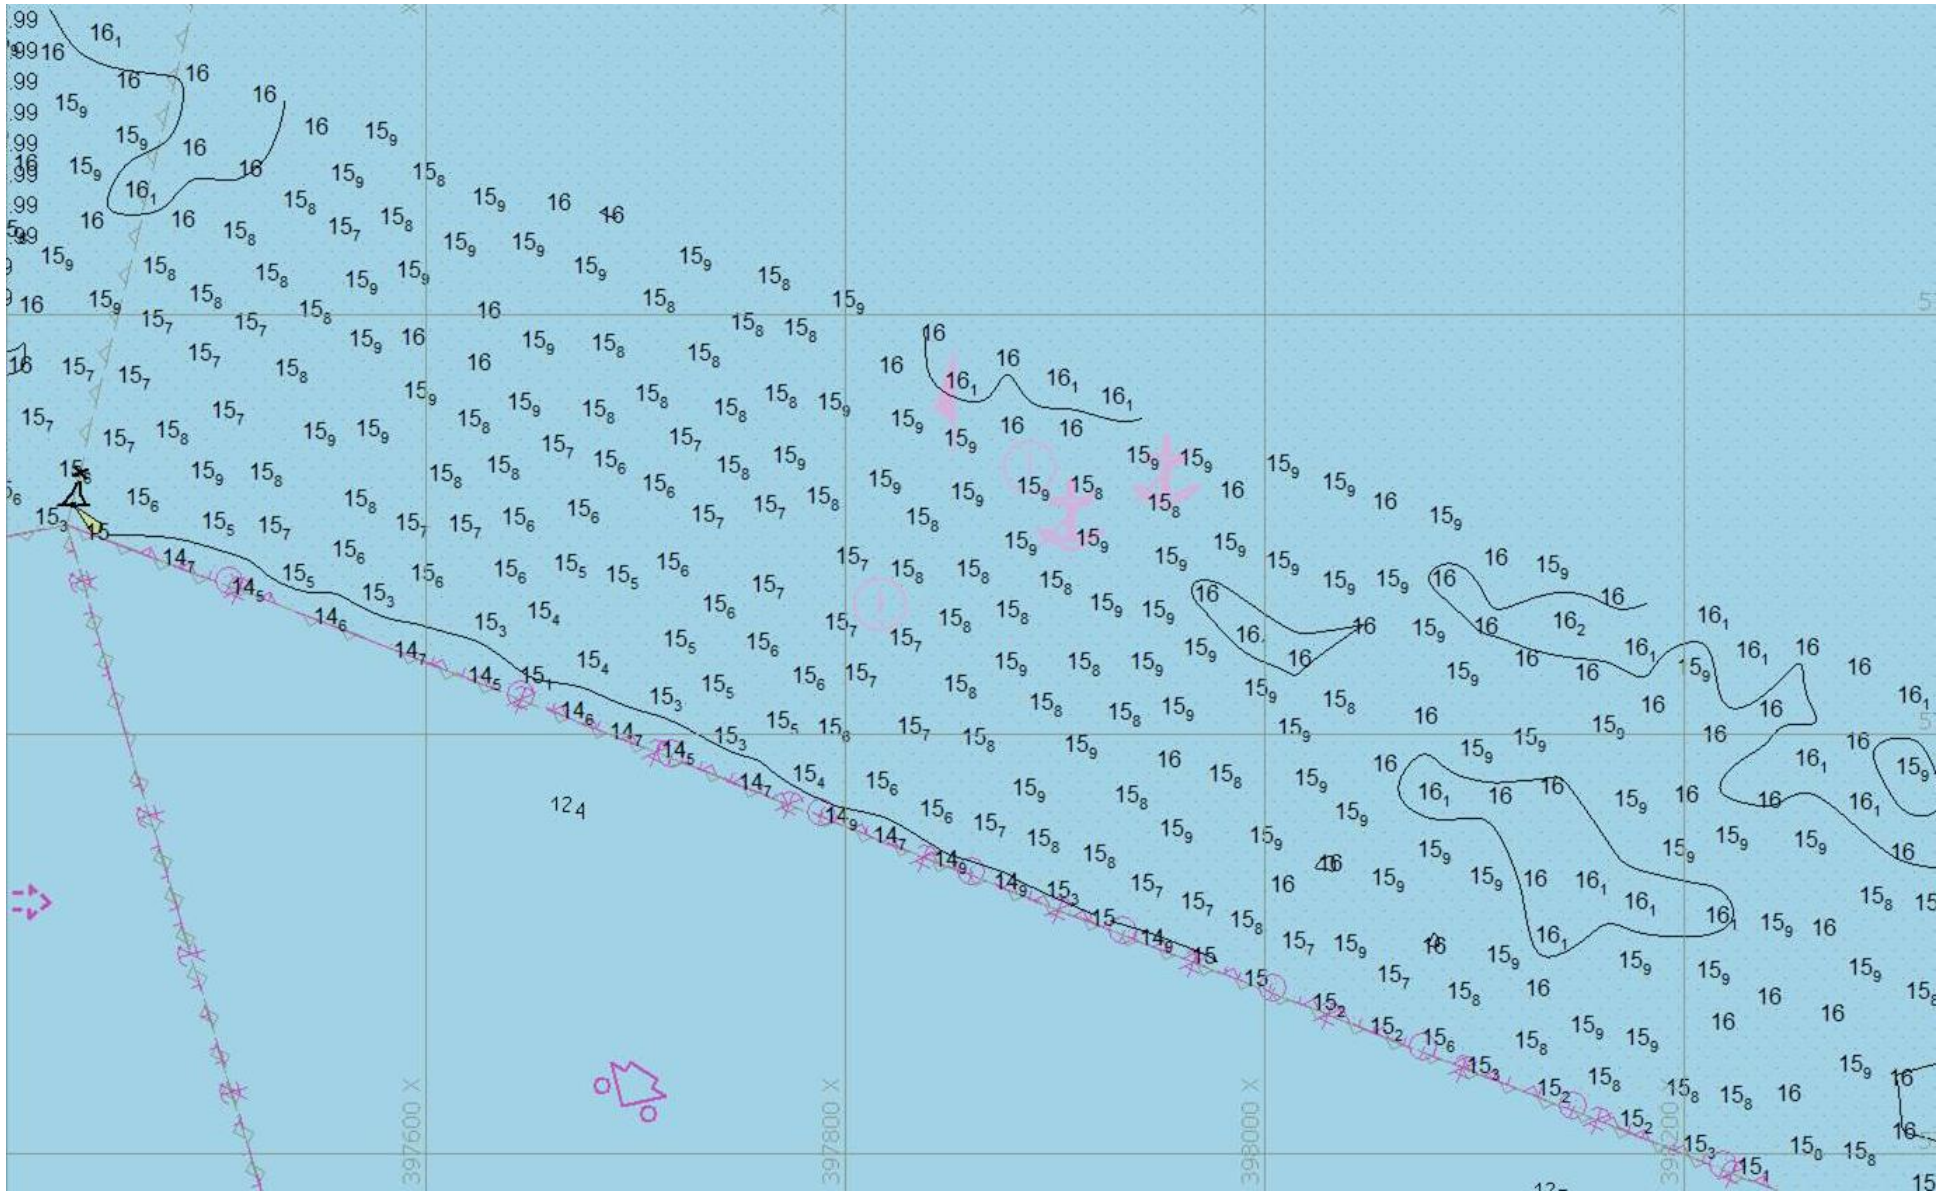 .99 16₁
.99 16
.99 16 16 16
.99 15₉ 16 15₉
.99 15₉ 16
16 .99 15₉ 16 15₉ 15₈
.99 16₁ 15₈ 15₉ 16 16
.99 16 16 15₈ 15₇ 15₈ 15₉ 15₉
15₉ 15₈ 15₈ 15₉ 15₉ 15₉ 15₉ 15₈
16 15₉ 15₈ 15₈ 16 15₈ 15₉
15₇ 15₇ 15₉ 16 15₉ 15₈ 15₈ 15₈ 16
16 15₇ 15₇ 15₇ 15₈ 16 15₈ 16 16₁ 16 16₁ 16₁
15₇ 15₇ 15₉ 15₈ 15₉ 15₈ 15₈ 15₈ 15₈ 15₉ 15₉ 16 16
15₇ 15₈ 15₉ 15₉ 15₇ 15₆ 15₇ 15₈ 15₉ 15₉ 15₉ 15₉ 15₉
15₉ 15₈ 15₈ 15₈ 15₆ 15₉ 15₉ 15₉ 15₈ 16 15₉ 16
15₆ 15₈ 15₆ 15₇ 15₇ 15₈ 15₈ 15₈ 15₉
15₃ 15 15₅ 15₇ 15₇ 15₇ 15₆ 15₉ 15₉ 15₉
14₇ 15₆ 15₆ 15₅ 15₅ 15₆ 15₇ 15₈ 15₈ 15₉ 15₉ 16 15₉
14₅ 15₅ 15₃ 15₆ 15₇ 15₈ 15₉ 15₉ 16 15₉ 15₉ 16 16
14₆ 15₃ 15₄ 15₆ 15₇ 15₇ 15₈ 15₈ 16 15₉ 16 16₂ 16₁
14₇ 15₄ 15₅ 15₆ 15₇ 15₉ 15₈ 15₉ 15₉ 16 15₉ 16 16 16₁ 15₉ 16₁ 16 16
14₅ 15₁ 15₃ 15₅ 15₆ 15₈ 15₈ 15₉ 15₈ 16 16 16₁
14₆ 14₇ 15₃ 15₅ 15₇ 15₈ 15₈ 15₉ 15₉ 16 15₉ 15₉ 16 16
14₅ 14₇ 15₄ 15₆ 15₉ 15₉ 16 15₈ 15₉ 16 15₉ 16₁ 15₉
12₄ 14₉ 15₆ 15₇ 15₈ 15₉ 15₉ 15₉ 16₁ 16 16 15₉ 16 16 16₁
14₇ 14₉ 15₈ 15₈ 15₉ 16 15₉ 15₉ 15₉ 15₉ 16
14₉ 15₃ 15₇ 15₇ 16 15₉ 15₉ 16 16₁ 16₁ 15₈
15 14₉ 15 15₈ 15₇ 15₉ 16 15₉ 16₁ 16₁ 15₉ 16
15 15₇ 15₈ 16 15₉ 15₉ 16 15₉ 15₈
15₂ 15₂ 15₆ 15₈ 15₉ 15₉ 16 16
15₃ 15₂ 15₈ 15₈ 15₈ 16 15₉ 16
15₂ 15₃ 15₁ 15₈ 15₈ 16
397600 X 397800 X 398000 X 398200 X